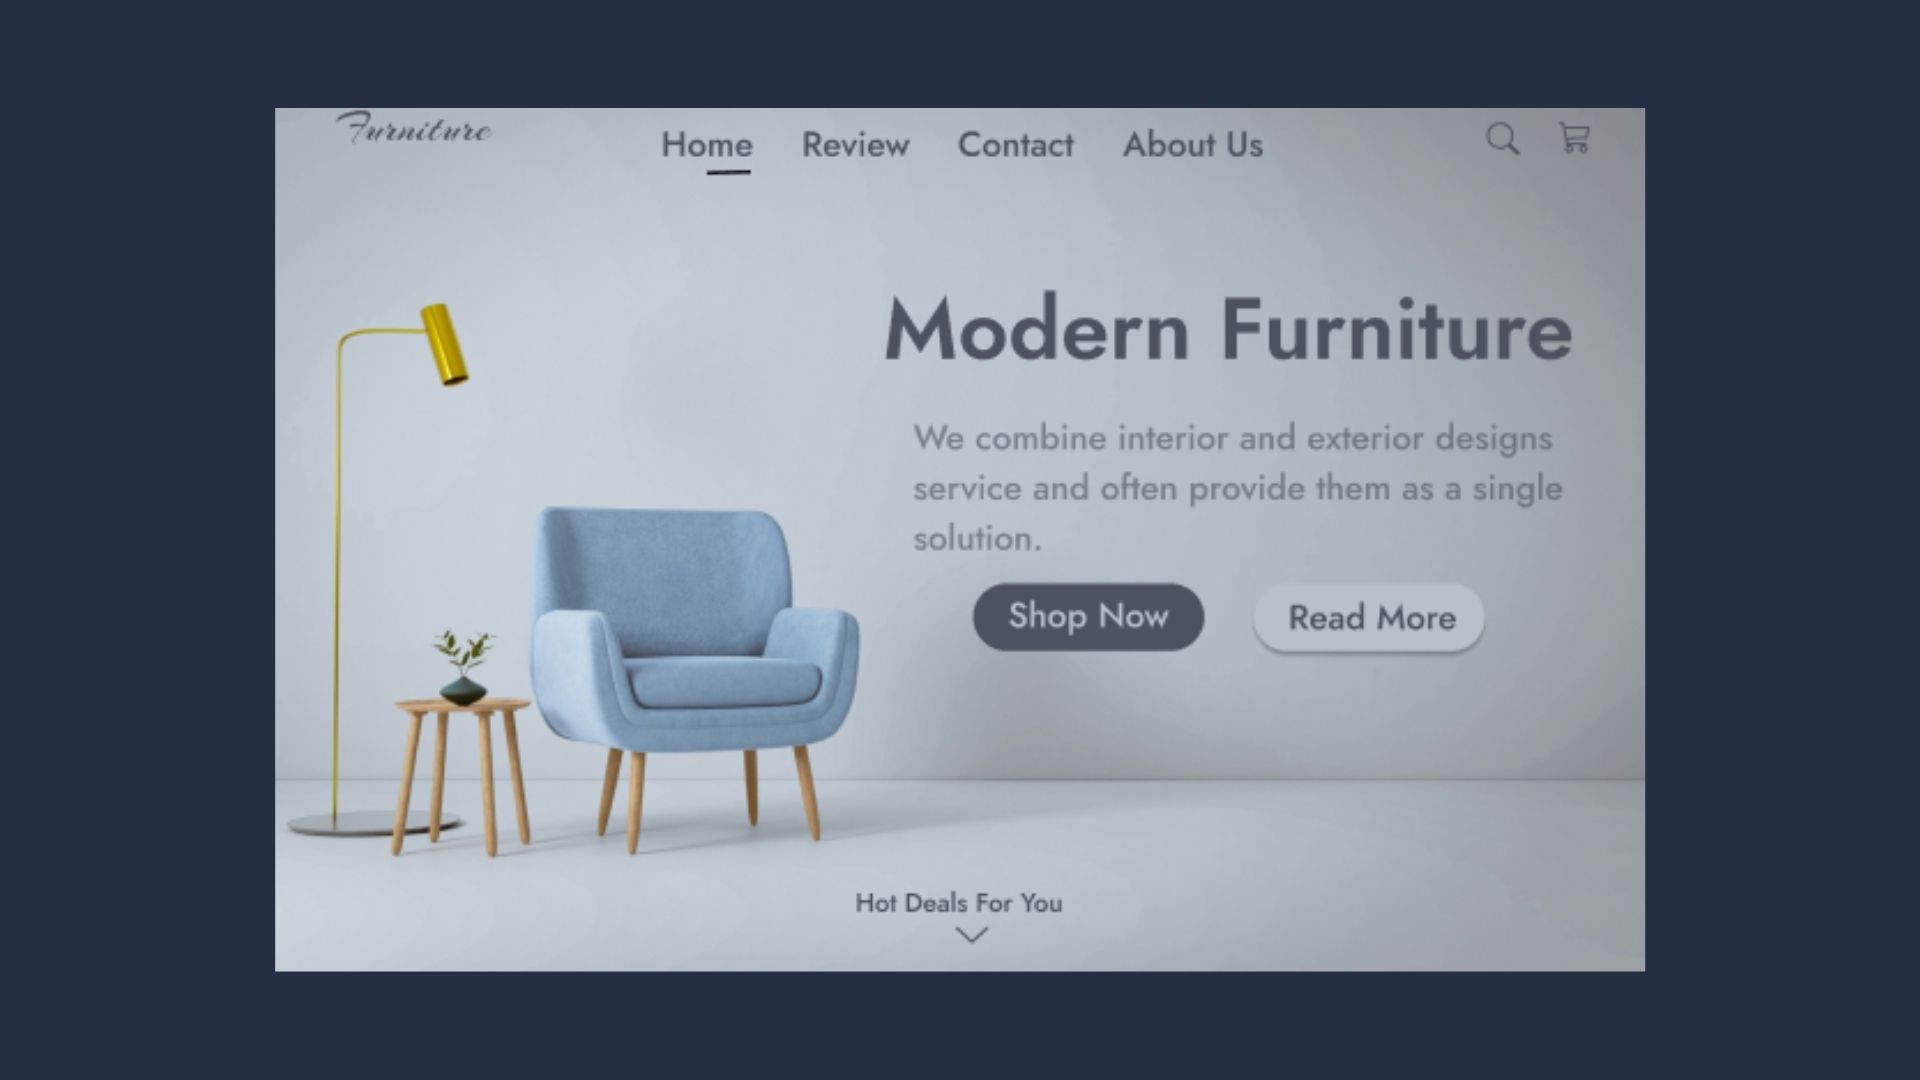 Furniture
Home Review Contact About Us
Modern Furniture
We combine interior and exterior designs
service and often provide them as a single
solution.
Shop Now Read More
Hot Deals For You